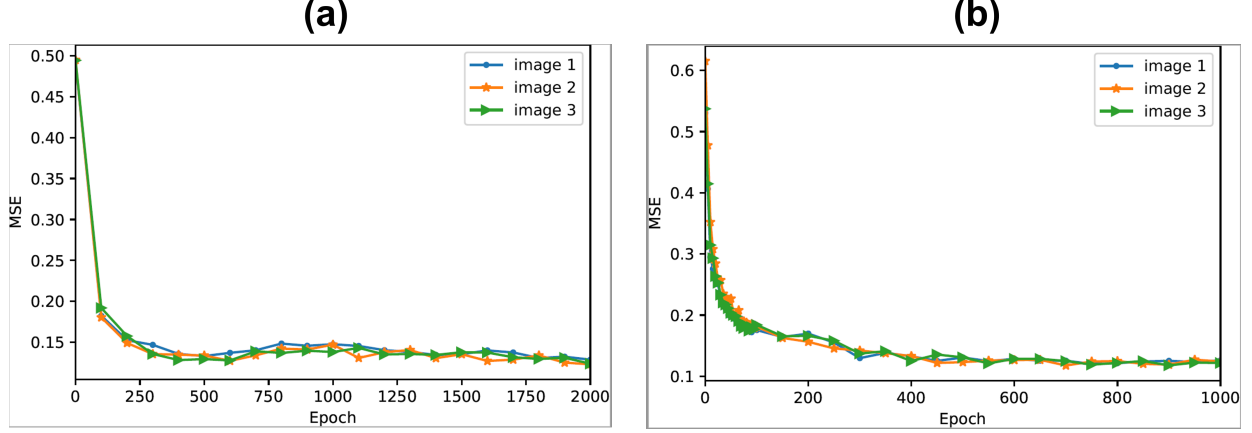 (a)
0.50
0.45
0.40
0.35
0.30
0.25
0.20
0.15
MSE
0 250 500 750 1000 1250 1500 1750 2000
Epoch
image 1
image 2
image 3
(b)
0.6
0.5
0.4
0.3
0.2
0.1
MSE
0 200 400 600 800 1000
Epoch
image 1
image 2
image 3